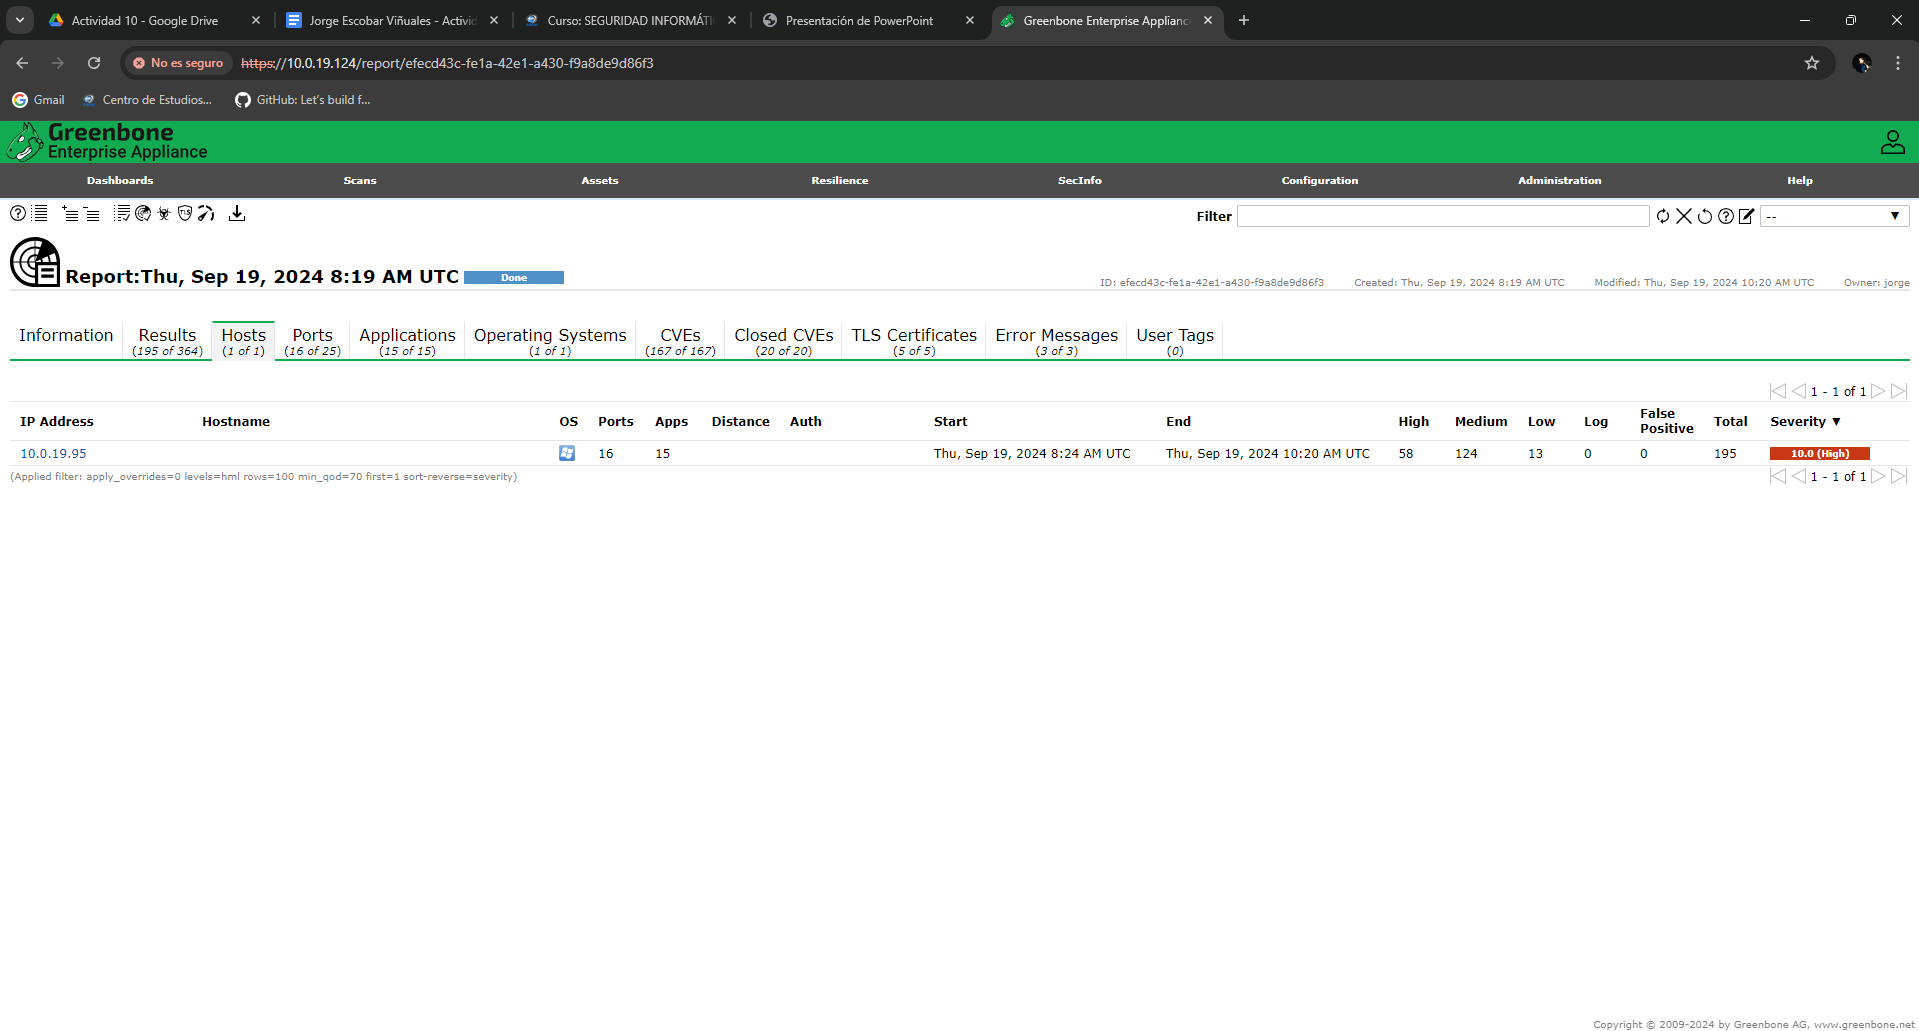 Actividad 10 - Google Drive
Jorge Escobar Viñuales - Activid
Curso: SEGURIDAD INFORMÁTI
Presentación de PowerPoint
Greenbone Enterprise Appliance
No es seguro
https://10.0.19.124/report/efecd43c-fe1a-42e1-a430-f9a8de9d86f3
Gmail
Centro de Estudios...
GitHub: Let's build f...
Greenbone
Enterprise Appliance
Dashboards
Scans
Assets
Resilience
SecInfo
Configuration
Administration
Help
TLS
Filter
--
Report:Thu, Sep 19, 2024 8:19 AM UTC
Done
ID: efecd43c-fe1a-42e1-a430-f9a8de9d86f3
Created: Thu, Sep 19, 2024 8:19 AM UTC
Modified: Thu, Sep 19, 2024 10:20 AM UTC
Owner: jorge
Information
Results
(195 of 364)
Hosts
(1 of 1)
Ports
(16 of 25)
Applications
(15 of 15)
Operating Systems
(1 of 1)
CVEs
(167 of 167)
Closed CVEs
(20 of 20)
TLS Certificates
(5 of 5)
Error Messages
(3 of 3)
User Tags
(0)
1 - 1 of 1
IP Address Hostname OS Ports Apps Distance Auth Start End High Medium Low Log False Positive Total Severity ▼
10.0.19.95 16 15 Thu, Sep 19, 2024 8:24 AM UTC Thu, Sep 19, 2024 10:20 AM UTC 58 124 13 0 0 195 10.0 (High)
(Applied filter: apply_overrides=0 levels=hml rows=100 min_qod=70 first=1 sort-reverse=severity)
1 - 1 of 1
Copyright © 2009-2024 by Greenbone AG, www.greenbone.net